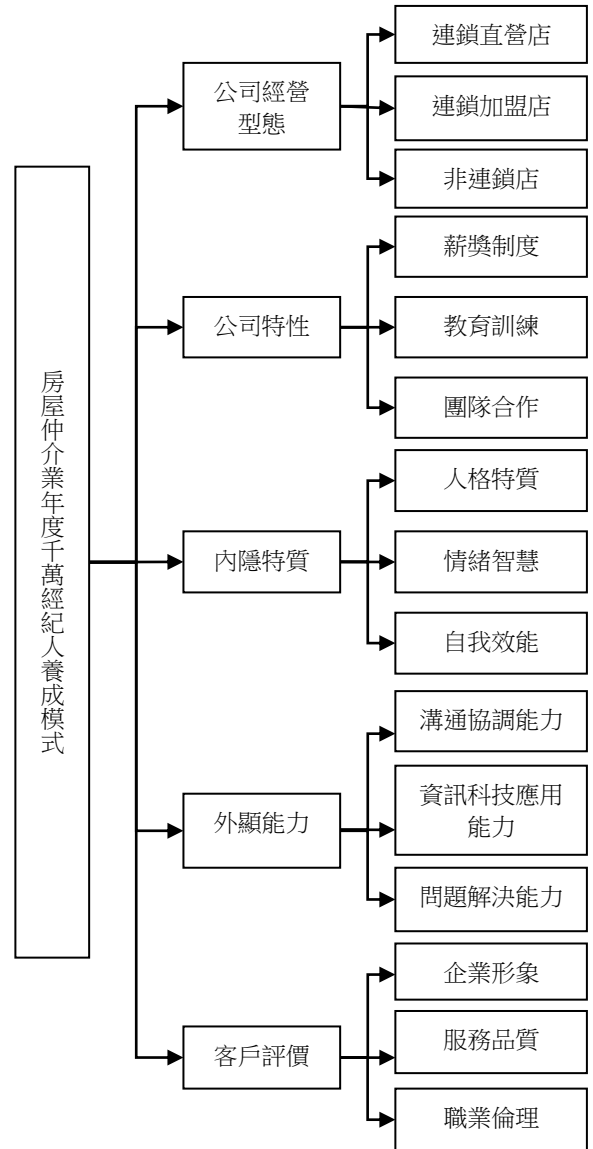 房屋仲介業年度千萬經紀人養成模式
公司經營
型態
連鎖直營店
連鎖加盟店
非連鎖店
公司特性
薪獎制度
教育訓練
團隊合作
內隱特質
人格特質
情緒智慧
自我效能
外顯能力
溝通協調能力
資訊科技應用
能力
問題解決能力
客戶評價
企業形象
服務品質
職業倫理